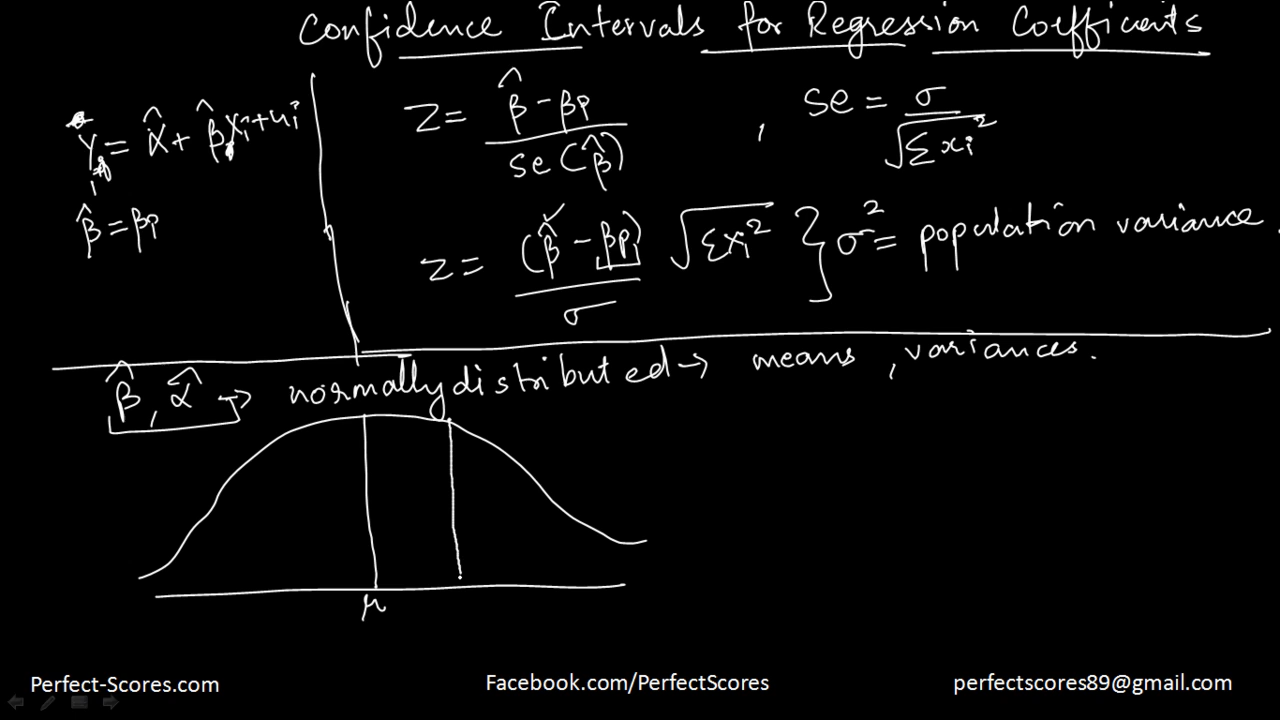 Confidence Intervals for Regression Coefficients
Yi = α̂ + β̂ xi + ui
β̂ = βp
z = (β̂ − βp) / se(β̂) , se = σ / √Σxi²
z = (β̂ − βp) √Σxi² / σ } σ² = population variance.
β̂, α̂ → normally distributed → means, variances.
μ
Perfect-Scores.com
Facebook.com/PerfectScores
perfectscores89@gmail.com